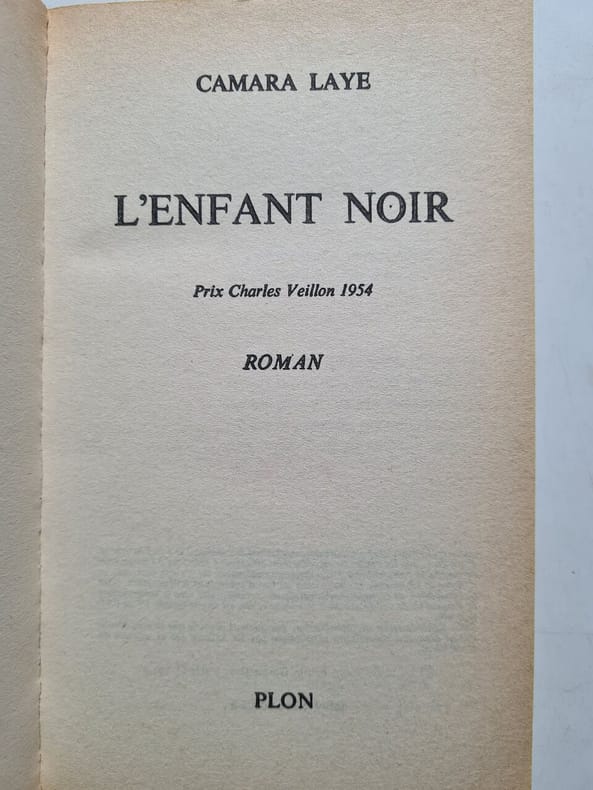 CAMARA LAYE
L'ENFANT NOIR
Prix Charles Veillon 1954
ROMAN
PLON